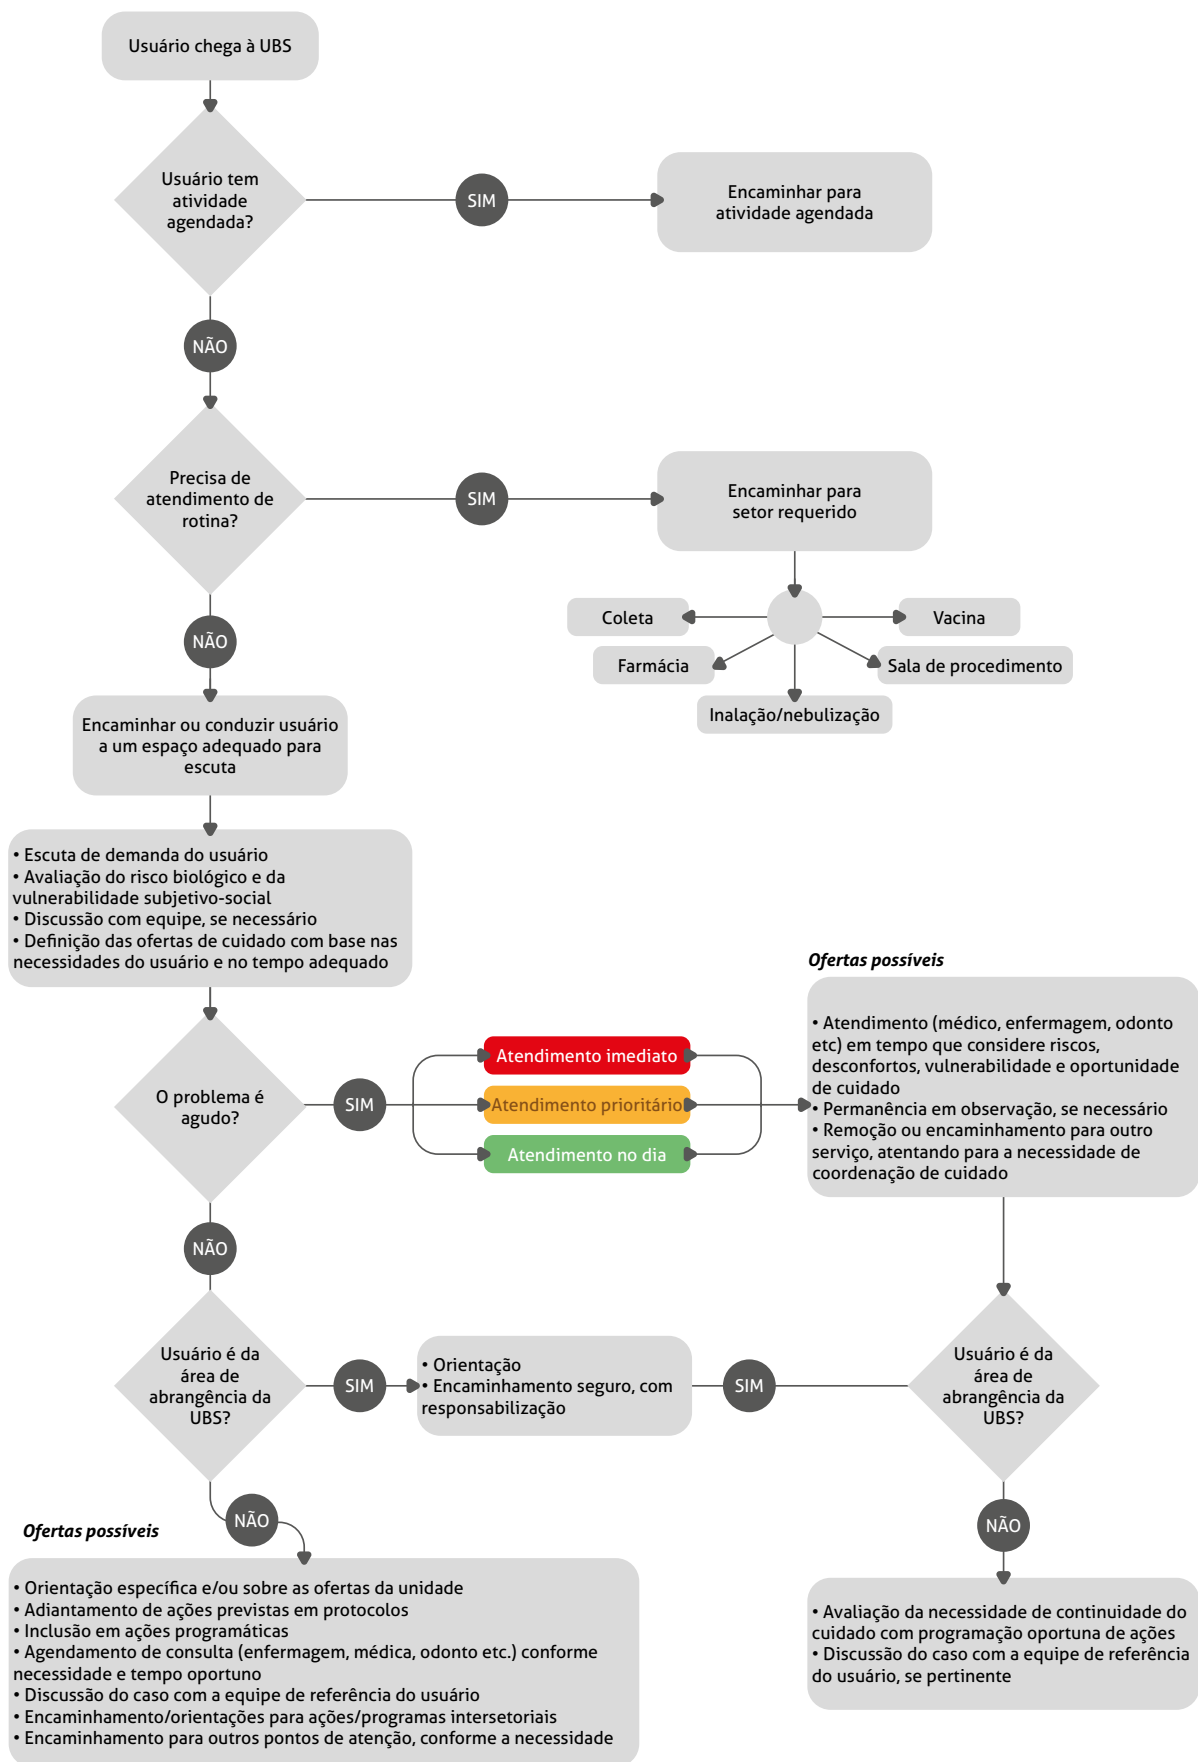 Usuário chega à UBS
Usuário tem
atividade
agendada?
SIM
Encaminhar para
atividade agendada
NÃO
Precisa de
atendimento de
rotina?
SIM
Encaminhar para
setor requerido
Coleta
Vacina
Farmácia
Sala de procedimento
Inalação/nebulização
NÃO
Encaminhar ou conduzir usuário
a um espaço adequado para
escuta
• Escuta de demanda do usuário
• Avaliação do risco biológico e da
vulnerabilidade subjetivo-social
• Discussão com equipe, se necessário
• Definição das ofertas de cuidado com base nas
necessidades do usuário e no tempo adequado
O problema é
agudo?
SIM
Atendimento imediato
Atendimento prioritário
Atendimento no dia
Ofertas possíveis
• Atendimento (médico, enfermagem, odonto
etc) em tempo que considere riscos,
desconfortos, vulnerabilidade e oportunidade
de cuidado
• Permanência em observação, se necessário
• Remoção ou encaminhamento para outro
serviço, atentando para a necessidade de
coordenação de cuidado
NÃO
Usuário é da
área de
abrangência da
UBS?
SIM
• Orientação
• Encaminhamento seguro, com
responsabilização
SIM
Usuário é da
área de
abrangência da
UBS?
NÃO
Ofertas possíveis
• Orientação específica e/ou sobre as ofertas da unidade
• Adiantamento de ações previstas em protocolos
• Inclusão em ações programáticas
• Agendamento de consulta (enfermagem, médica, odonto etc.) conforme
necessidade e tempo oportuno
• Discussão do caso com a equipe de referência do usuário
• Encaminhamento/orientações para ações/programas intersetoriais
• Encaminhamento para outros pontos de atenção, conforme a necessidade
NÃO
• Avaliação da necessidade de continuidade do
cuidado com programação oportuna de ações
• Discussão do caso com a equipe de referência
do usuário, se pertinente